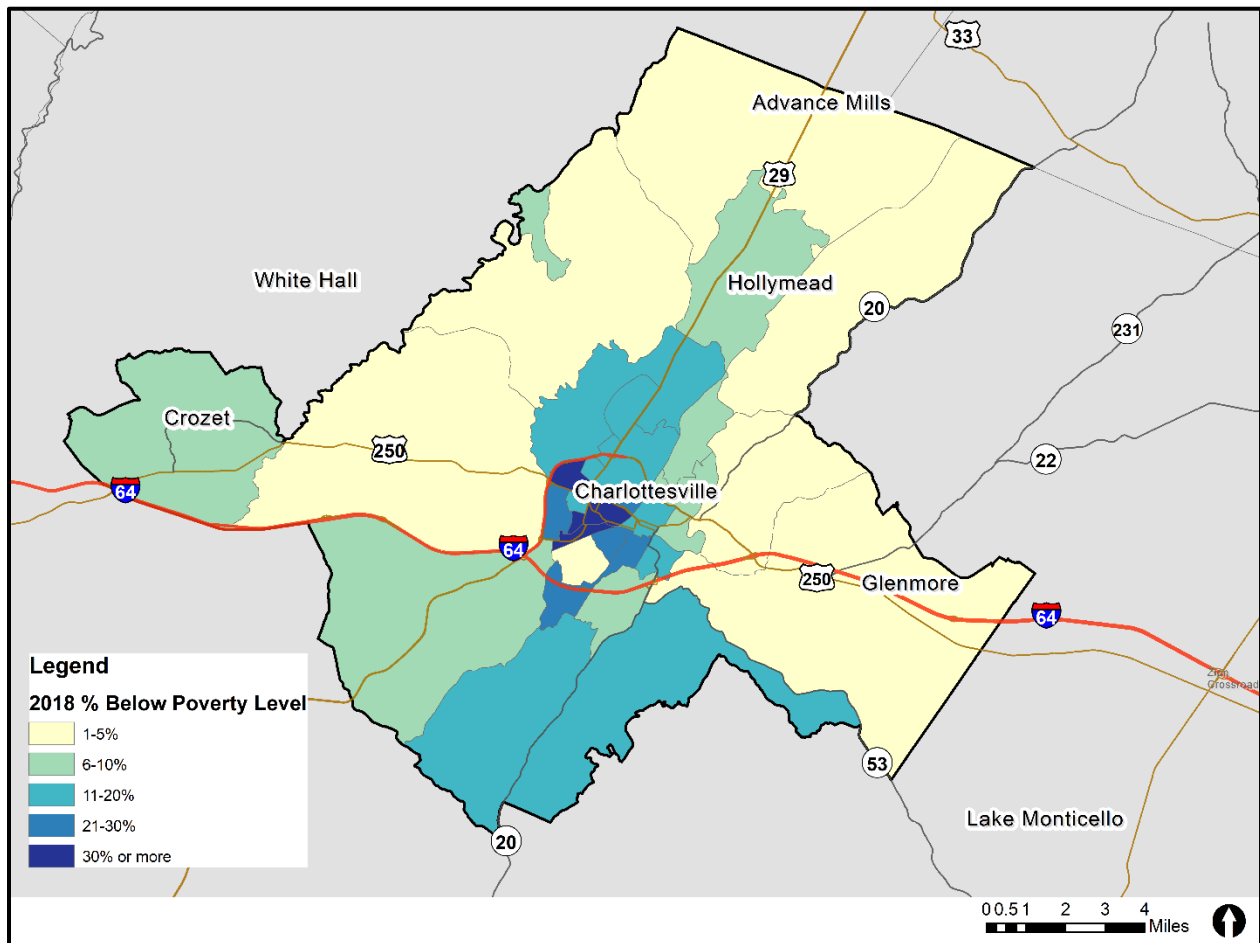 33
Advance Mills
29
White Hall
Hollymead
20
231
Crozet
250
22
64
Charlottesville
64
250
Glenmore
64
Zion
Crossroad
Legend
2018 % Below Poverty Level
1-5%
6-10%
11-20%
21-30%
30% or more
53
Lake Monticello
20
0 0.5 1 2 3 4
Miles